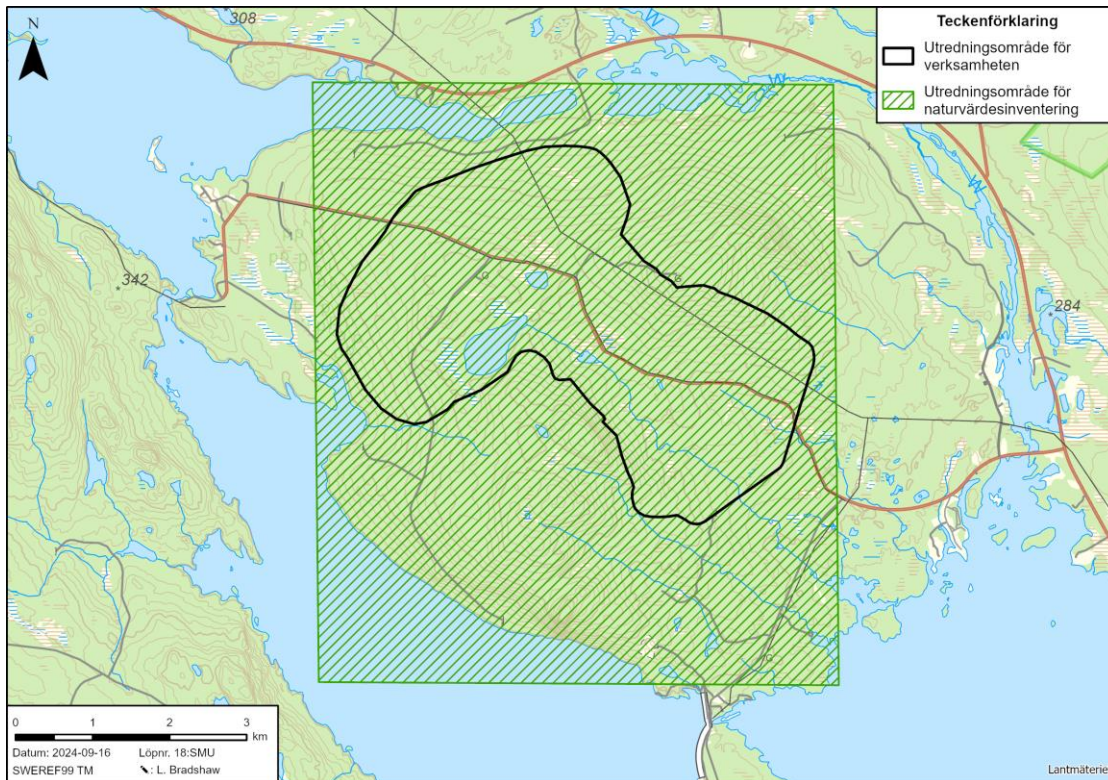 N
308
342
284
Teckenförklaring
Utredningsområde för
verksamheten
Utredningsområde för
naturvärdesinventering
0 1 2 3
km
Datum: 2024-09-16 Löpnr. 18:SMU
SWEREF99 TM : L. Bradshaw
Lantmäterie